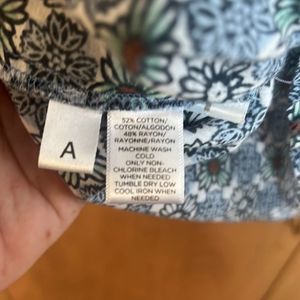 A
52% COTTON/
COTON/ALGODÓN
48% RAYON/
RAYONNE/RAYON
MACHINE WASH
COLD
ONLY NON-
CHLORINE BLEACH
WHEN NEEDED
TUMBLE DRY LOW
COOL IRON WHEN
NEEDED